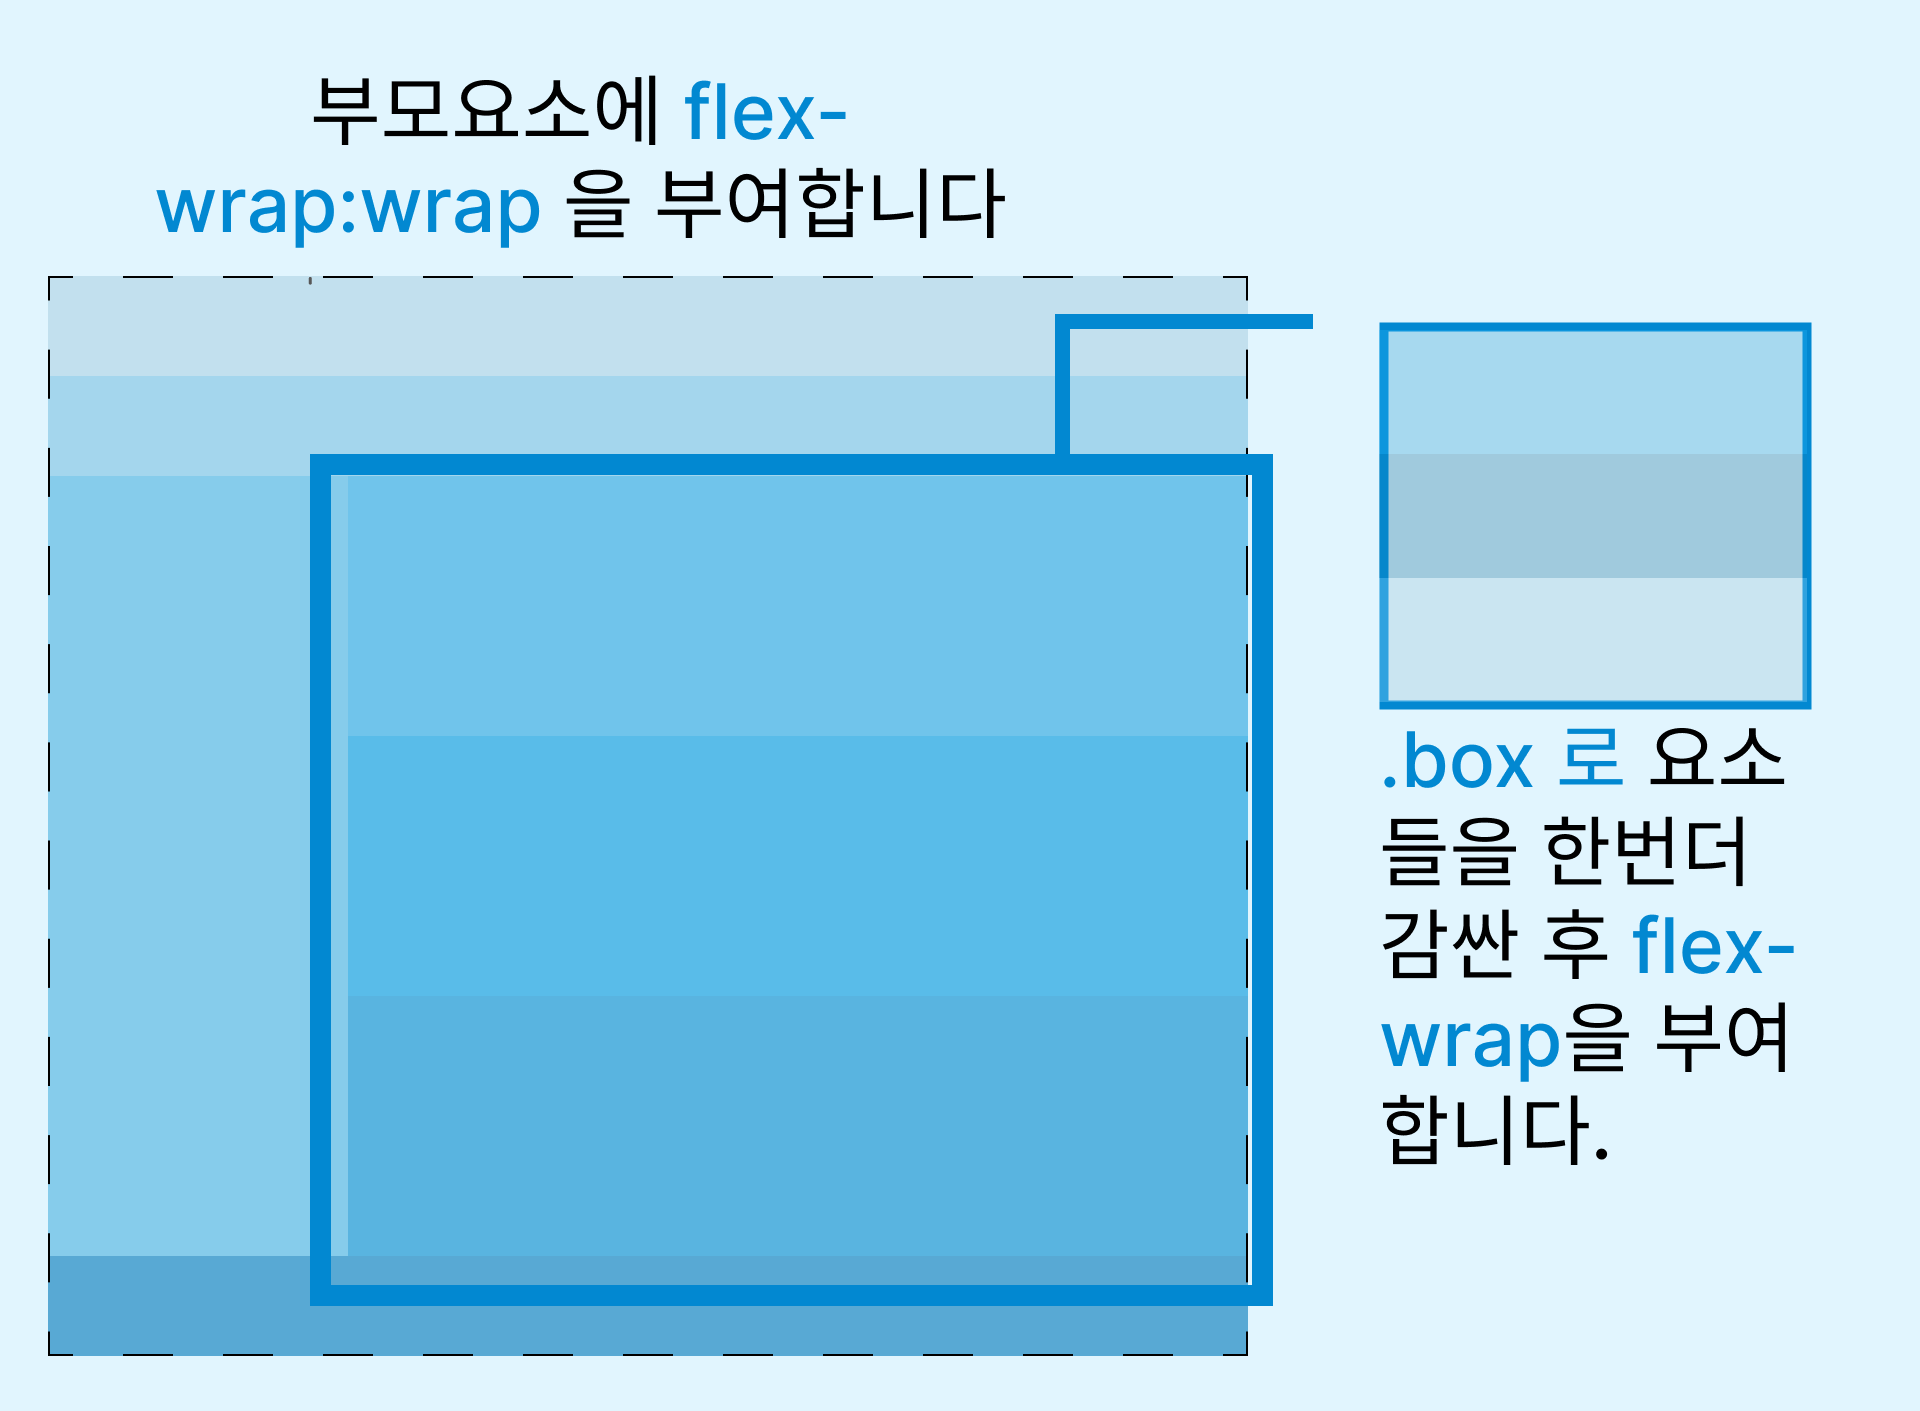 부모요소에 flex-
wrap:wrap 을 부여합니다
.box 로 요소
들을 한번더
감싼 후 flex-
wrap을 부여
합니다.